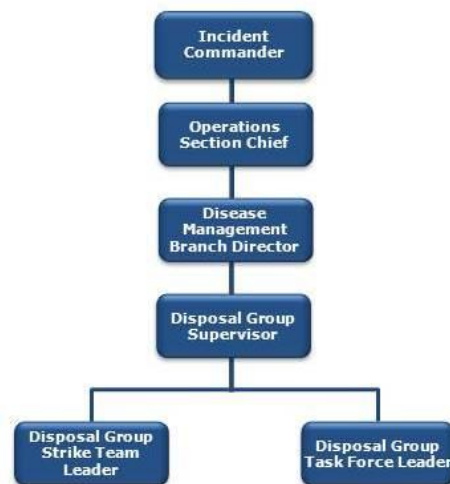 Incident
Commander
Operations
Section Chief
Disease
Management
Branch Director
Disposal Group
Supervisor
Disposal Group
Strike Team
Leader
Disposal Group
Task Force Leader